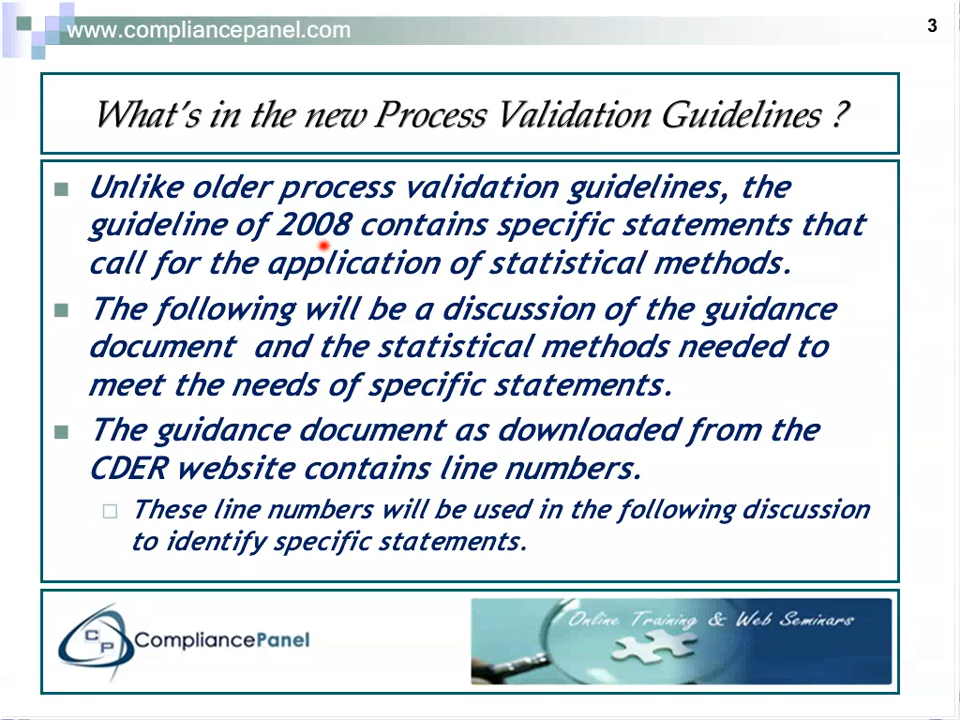 www.compliancepanel.com
3
What's in the new Process Validation Guidelines ?
Unlike older process validation guidelines, the
guideline of 2008 contains specific statements that
call for the application of statistical methods.
The following will be a discussion of the guidance
document and the statistical methods needed to
meet the needs of specific statements.
The guidance document as downloaded from the
CDER website contains line numbers.
These line numbers will be used in the following discussion
to identify specific statements.
CP CompliancePanel
Online Training & Web Seminars